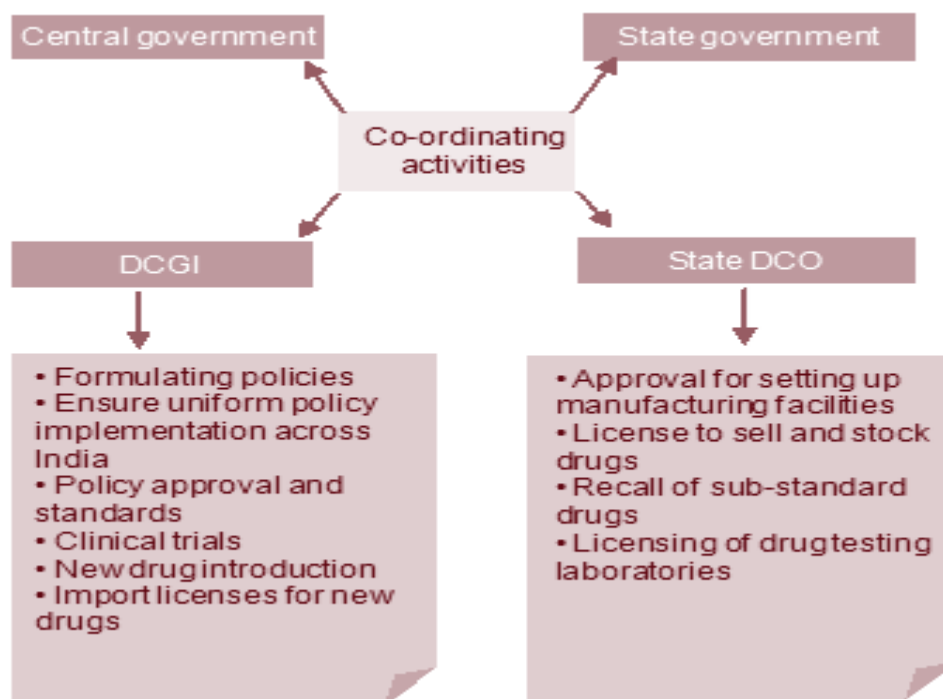 Central government
State government
Co-ordinating
activities
DCGI
State DCO
• Formulating policies
• Ensure uniform policy
implementation across
India
• Policy approval and
standards
• Clinical trials
• New drug introduction
• Import licenses for new
drugs
• Approval for setting up
manufacturing facilities
• License to sell and stock
drugs
• Recall of sub-standard
drugs
• Licensing of drug testing
laboratories